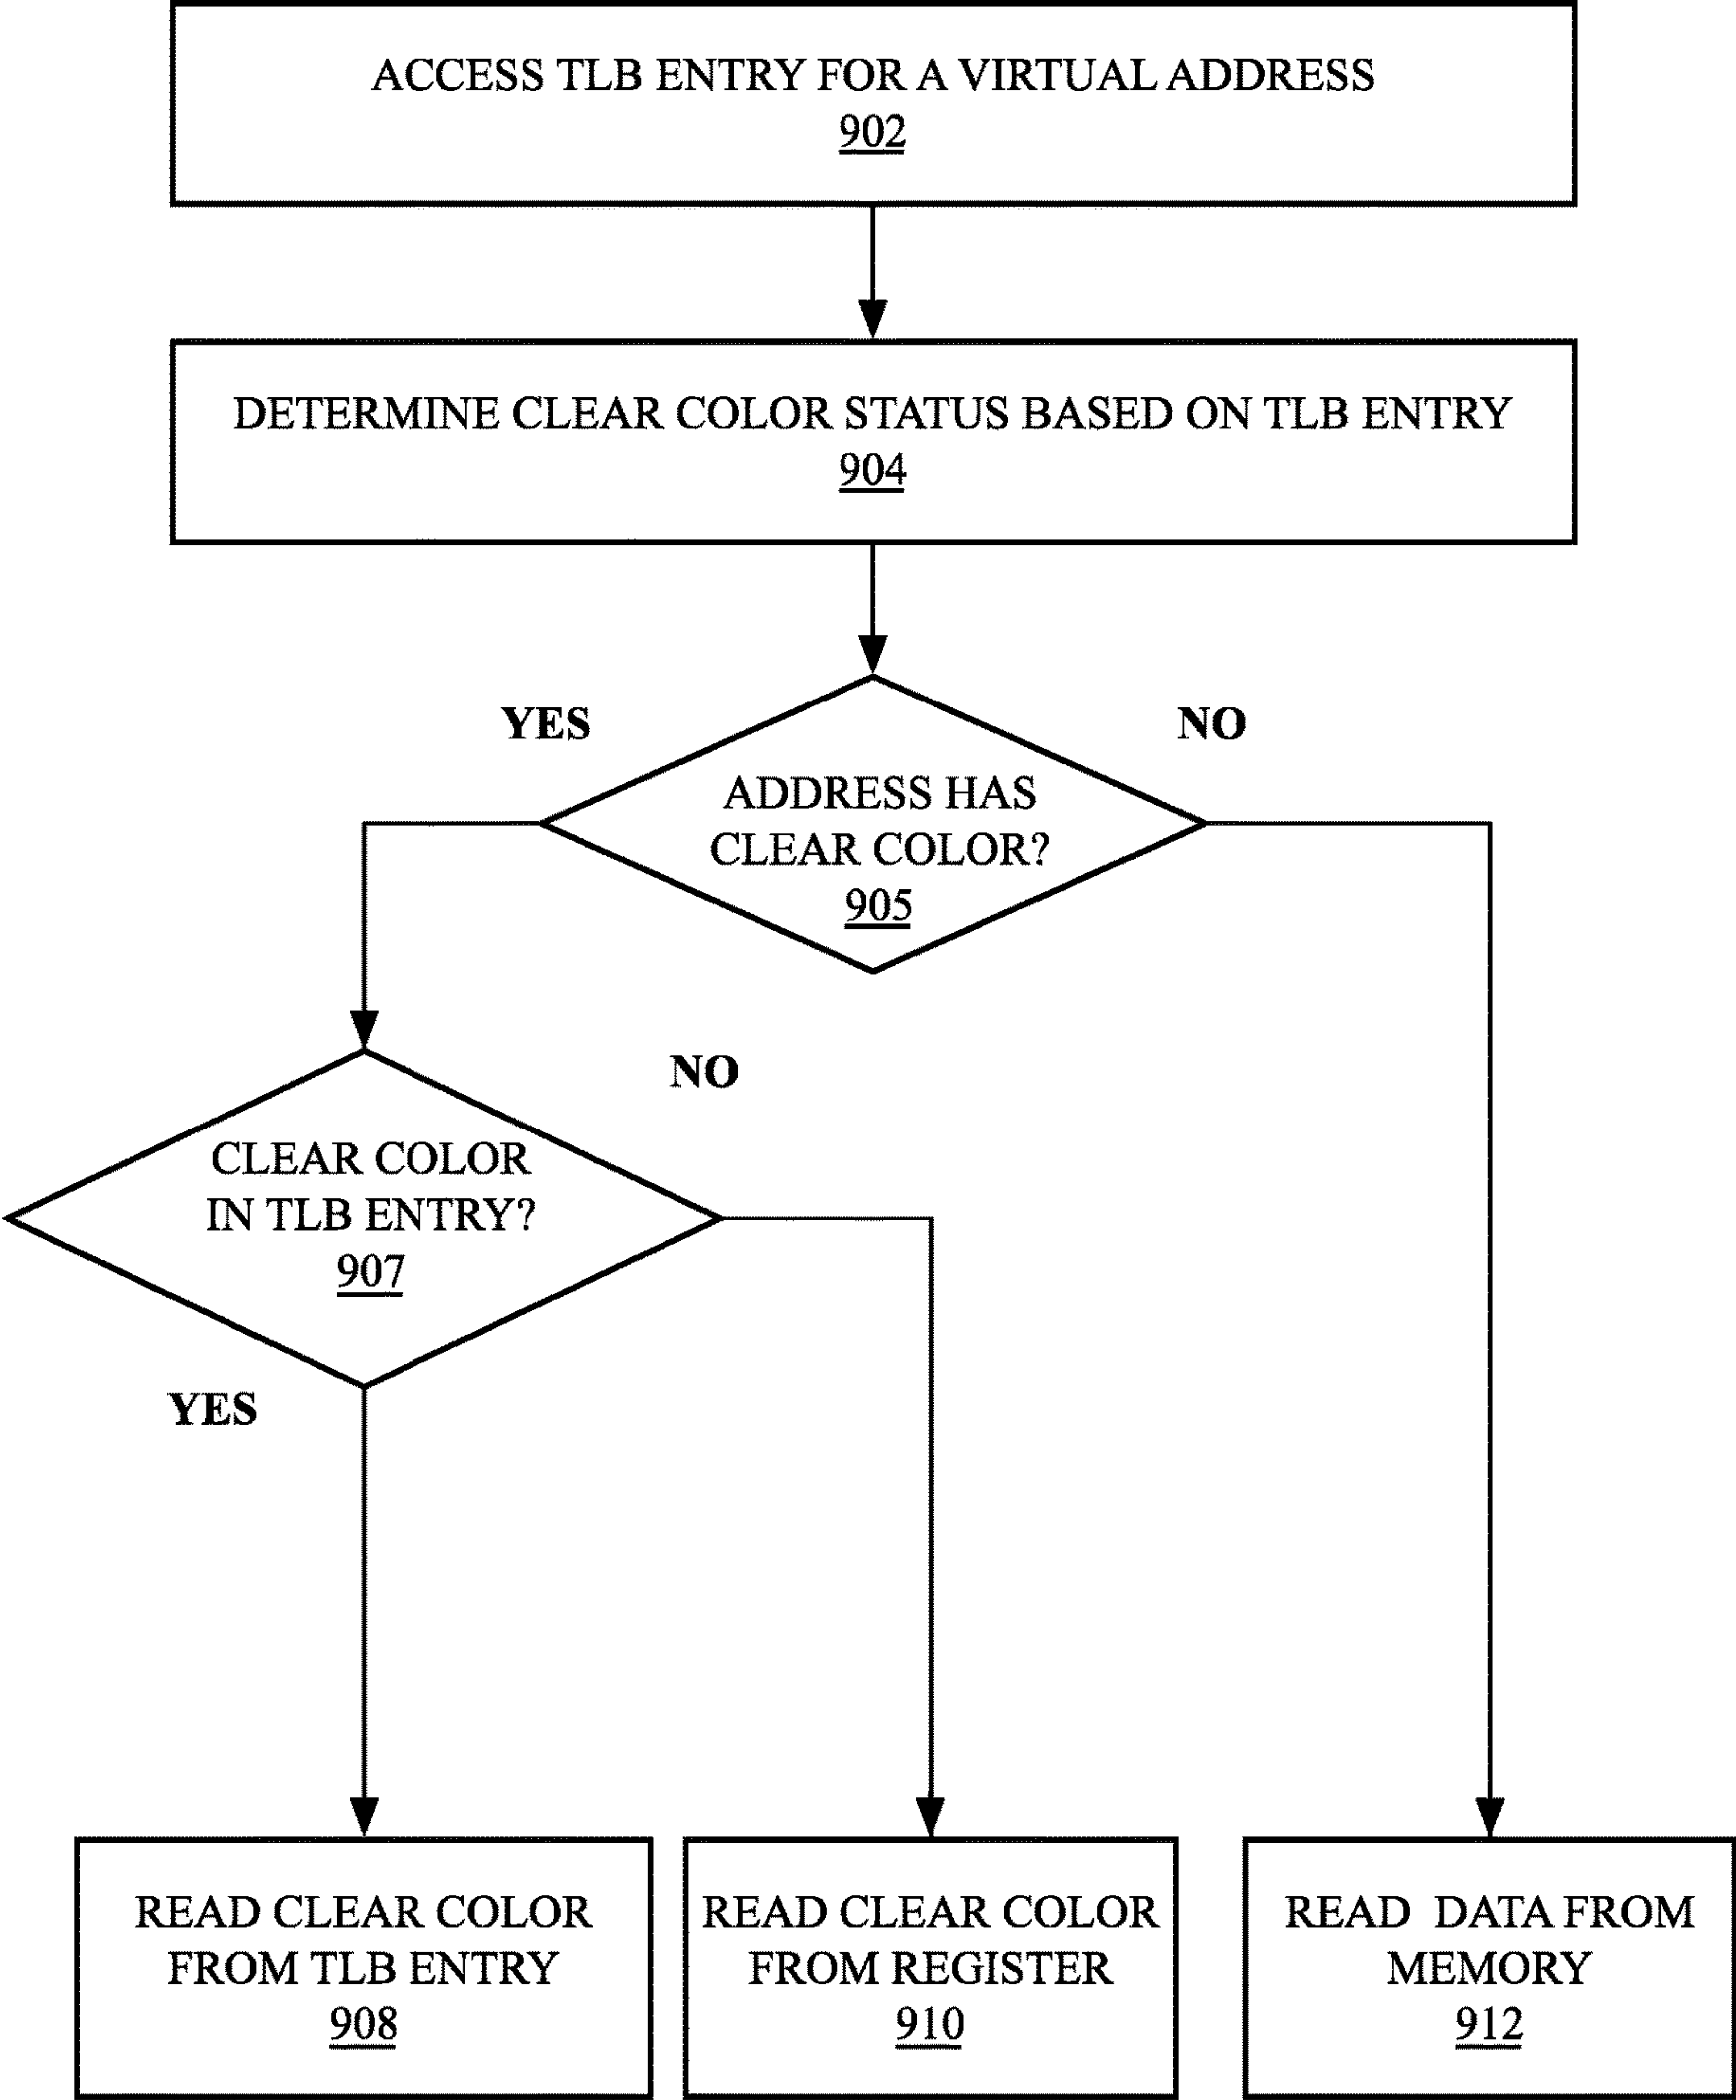 ACCESS TLB ENTRY FOR A VIRTUAL ADDRESS
902
DETERMINE CLEAR COLOR STATUS BASED ON TLB ENTRY
904
YES
NO
ADDRESS HAS
CLEAR COLOR?
905
NO
CLEAR COLOR
IN TLB ENTRY?
907
YES
READ CLEAR COLOR
FROM TLB ENTRY
908
READ CLEAR COLOR
FROM REGISTER
910
READ DATA FROM
MEMORY
912